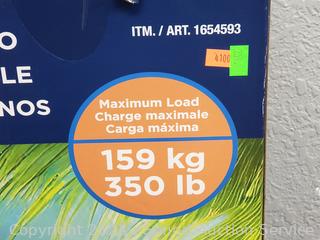 ITM. / ART. 1654593
O
LE
NOS
Maximum Load
Charge maximale
Carga máxima
159 kg
350 lb